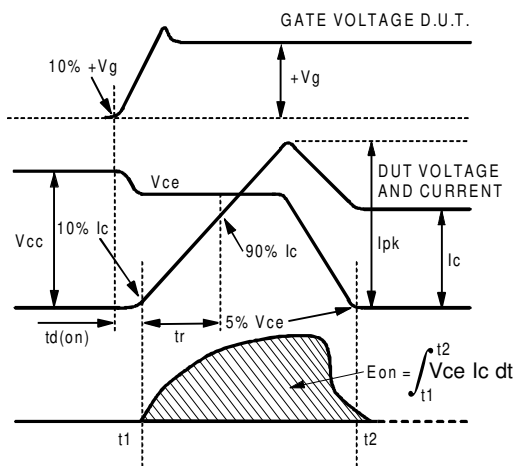 GATE VOLTAGE D.U.T.
10% +Vg
+Vg
Vce
DUT VOLTAGE
AND CURRENT
Vcc
10% Ic
90% Ic
Ipk
Ic
td(on)
tr
5% Vce
Eon = ∫ t1 t2 Vce Ic dt
t1
t2